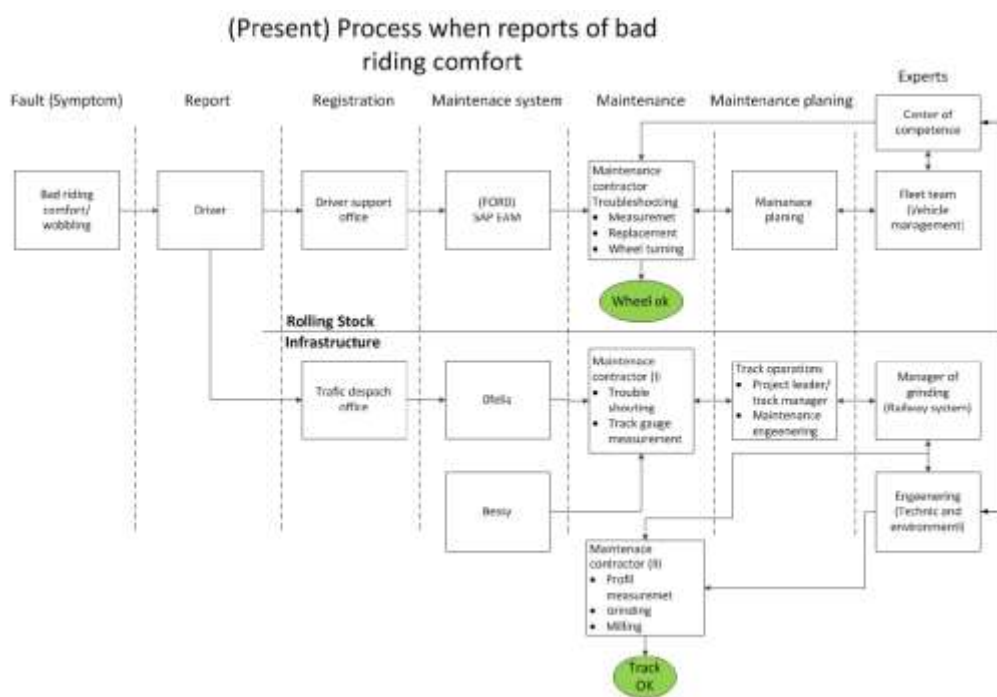 (Present) Process when reports of bad
riding comfort
Experts
Fault (Symptom)
Report
Registration
Maintenace system
Maintenance
Maintenance planing
Center of
competence
Bad riding
comfort/
wobbling
Driver
Driver support
office
(FORD)
SAP EAM
Maintenance
contractor
Troubleshooting
• Measuremet
• Replacement
• Wheel turning
Mainanace
planing
Fleet team
(Vehicle
management)
Wheel ok
Rolling Stock
Infrastructure
Trafic despach
office
Ofelia
Maintenance
contractor (I)
• Trouble
shouting
• Track gauge
measurement
Track operations
• Project leader/
track manager
• Maintenance
engeenering
Manager of
grinding
(Railway system)
Bessy
Engeenering
(Technic and
environment)
Maintenace
contractor (II)
• Profil
measuremet
• Grinding
• Milling
Track
OK